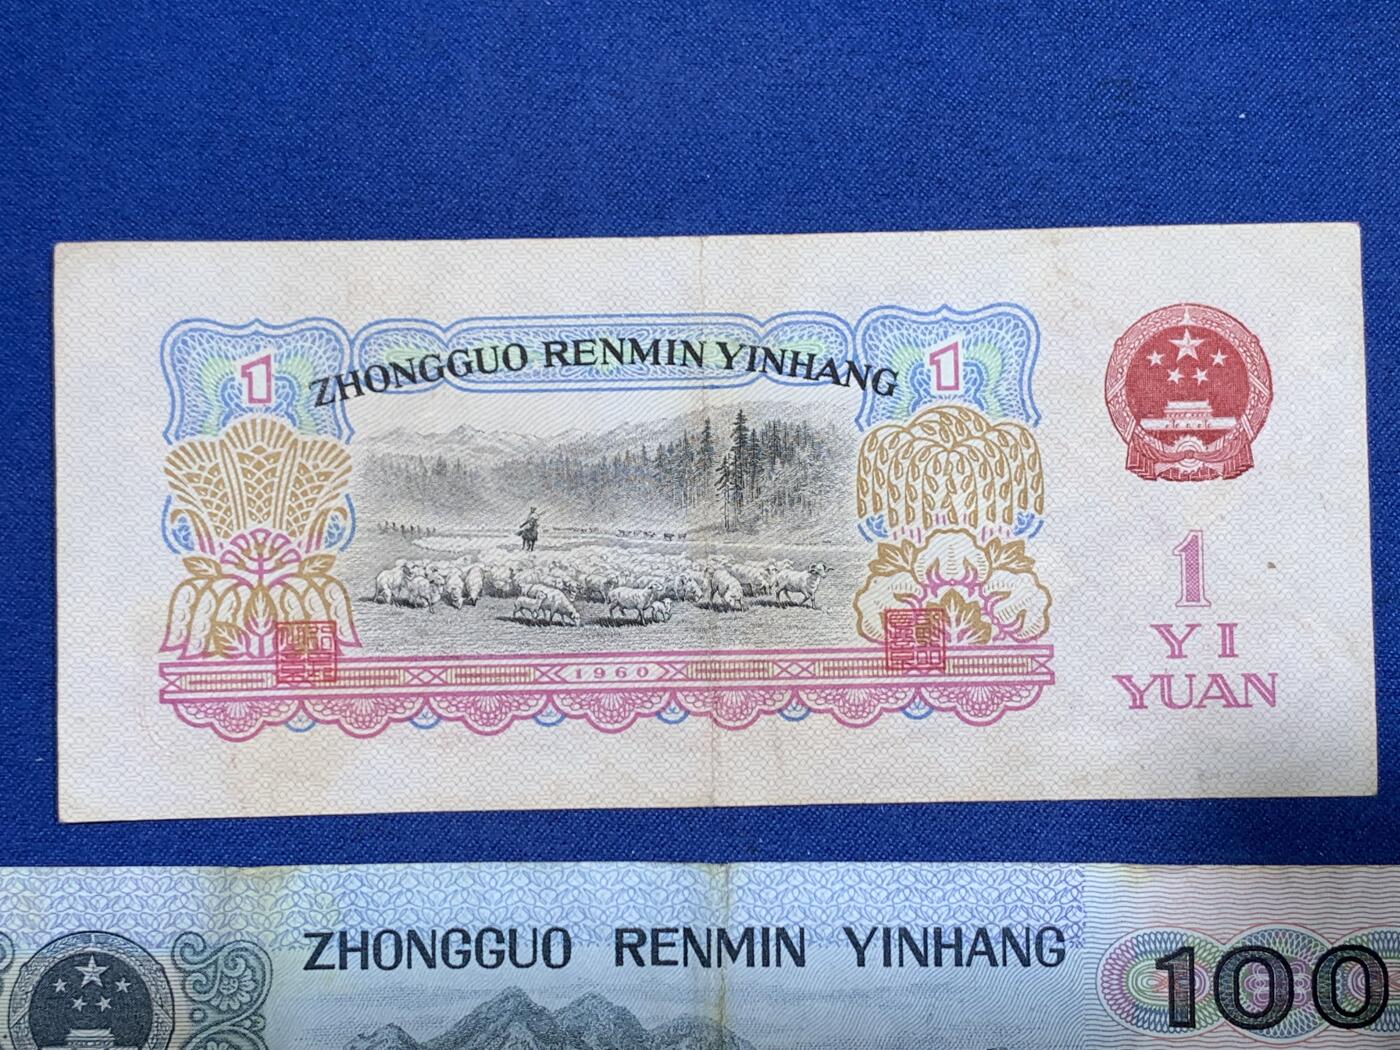 ZHONGGUO RENMIN YINHANG
1
1
1960
1
YI
YUAN
ZHONGGUO RENMIN YINHANG
100